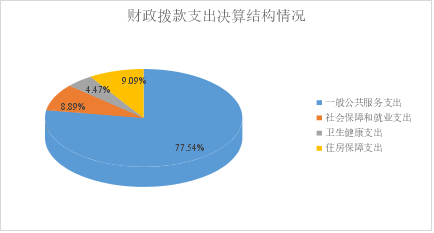 财政拨款支出决算结构情况
9.09%
4.47%
8.89%
77.54%
一般公共服务支出
社会保障和就业支出
卫生健康支出
住房保障支出